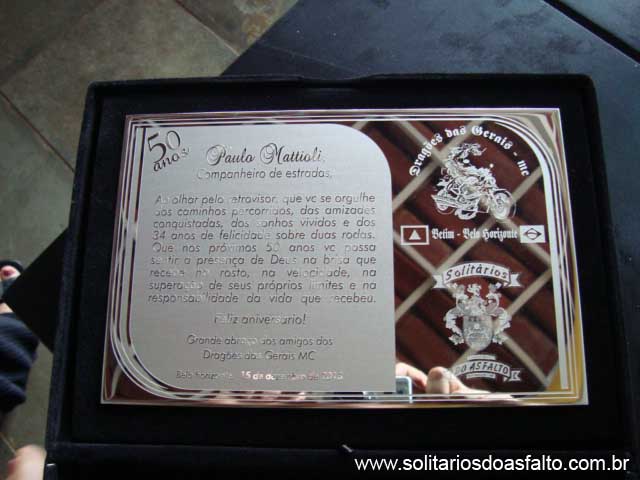 50
anos
Paulo Mattioli,
Companheiro de estradas,
Ao olhar pelo retrovisor, que vc se orgulhe
dos caminhos percorridos, das amizades
conquistadas, dos sonhos vividos e dos
34 anos de felicidade sobre duas rodas.
Que nos próximos 50 anos vc possa
sentir a presença de Deus na brisa que
recebe no rosto, na velocidade, na
superação de seus próprios limites e na
responsabilidade da vida que recebeu.
Feliz aniversário!
Grande abraço dos amigos dos
Dragões das Gerais MC
Belo Horizonte, 15 de dezembro de
Dragões das Gerais - mc
Betim - Belo Horizonte
Solitários
DO ASFALTO
www.solitariosdoasfalto.com.br